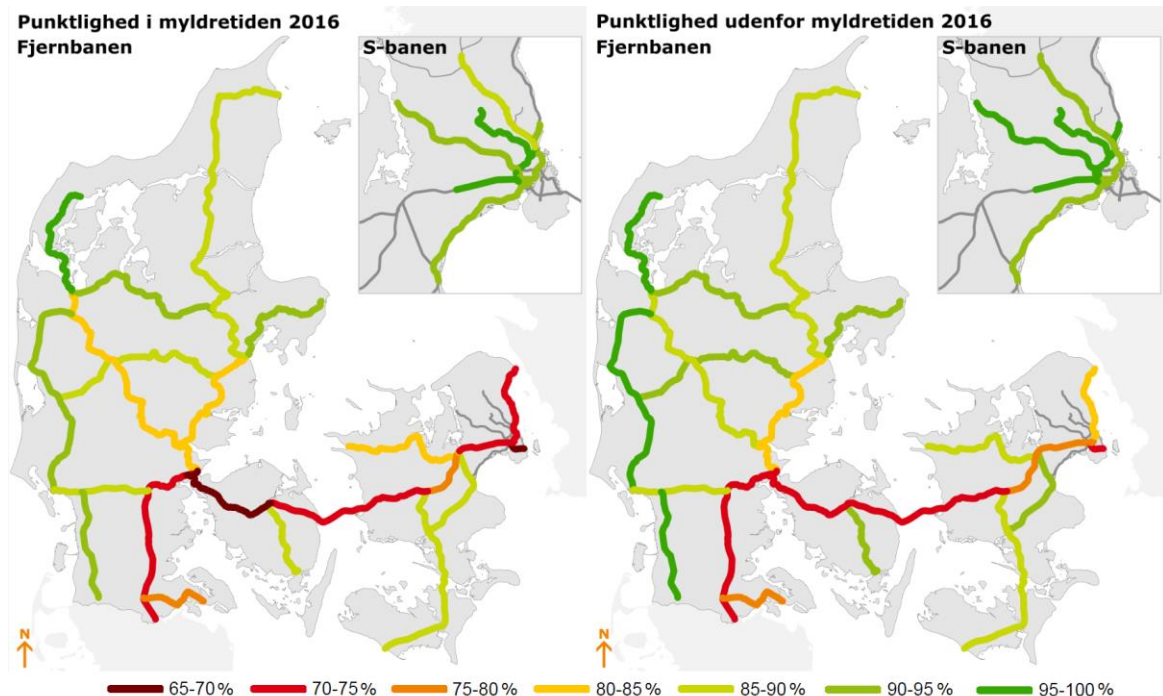 Punktlighed i myldretiden 2016
Fjernbanen
S-banen
N
Punktlighed udenfor myldretiden 2016
Fjernbanen
S-banen
N
65-70 % 70-75 % 75-80 % 80-85 % 85-90 % 90-95 % 95-100 %